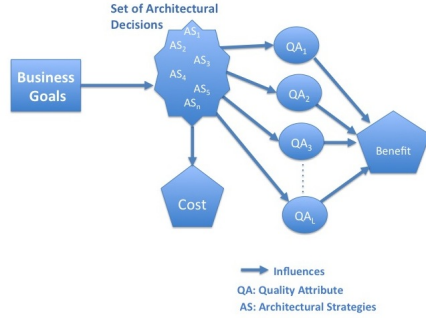 Set of Architectural
Decisions
AS1
AS2
AS3
AS4
AS5
ASn
Business
Goals
QA1
QA2
QA3
QAL
Benefit
Cost
Influences
QA: Quality Attribute
AS: Architectural Strategies